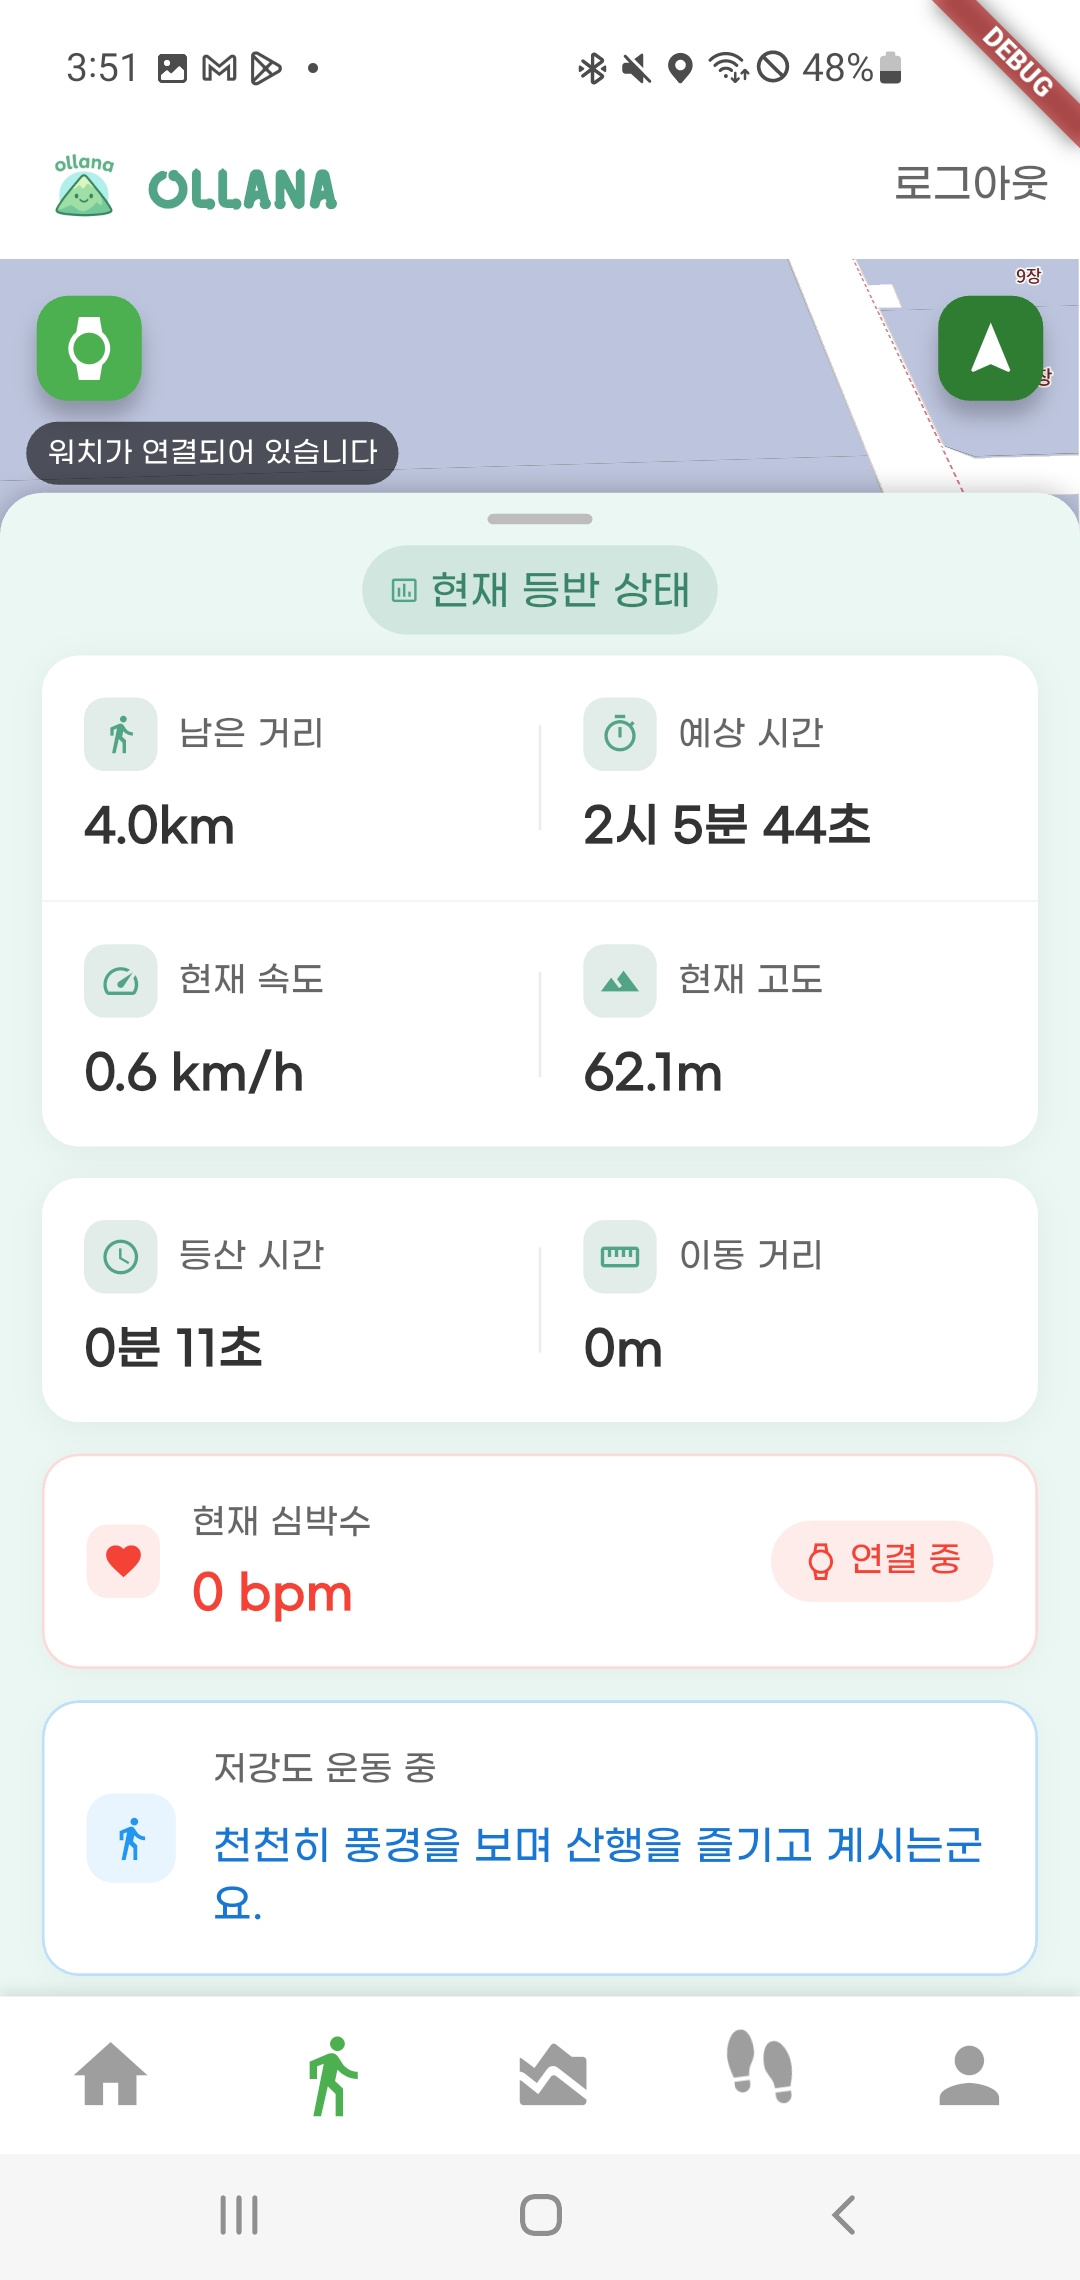 3:51
48%
DEBUG
ollana
OLLANA
로그아웃
9장
장
워치가 연결되어 있습니다
현재 등반 상태
남은 거리
예상 시간
4.0km
2시 5분 44초
현재 속도
현재 고도
0.6 km/h
62.1m
등산 시간
이동 거리
0분 11초
0m
현재 심박수
0 bpm
연결 중
저강도 운동 중
천천히 풍경을 보며 산행을 즐기고 계시는군
요.